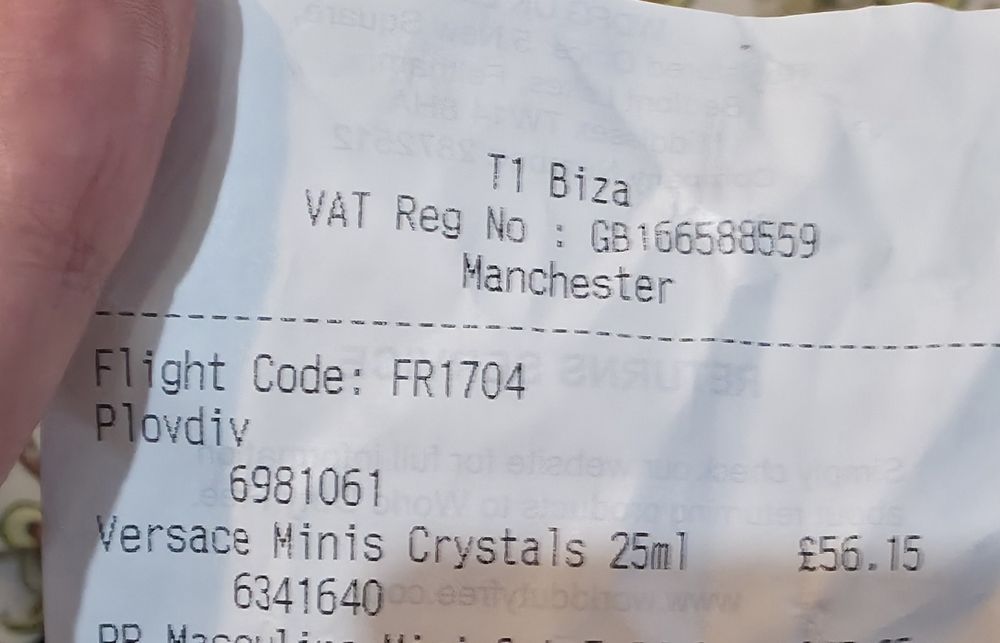 T1 Biza
VAT Reg No : GB166588559
Manchester
Flight Code: FR1704
Plovdiv
6981061
Versace Minis Crystals 25ml £56.15
6341640